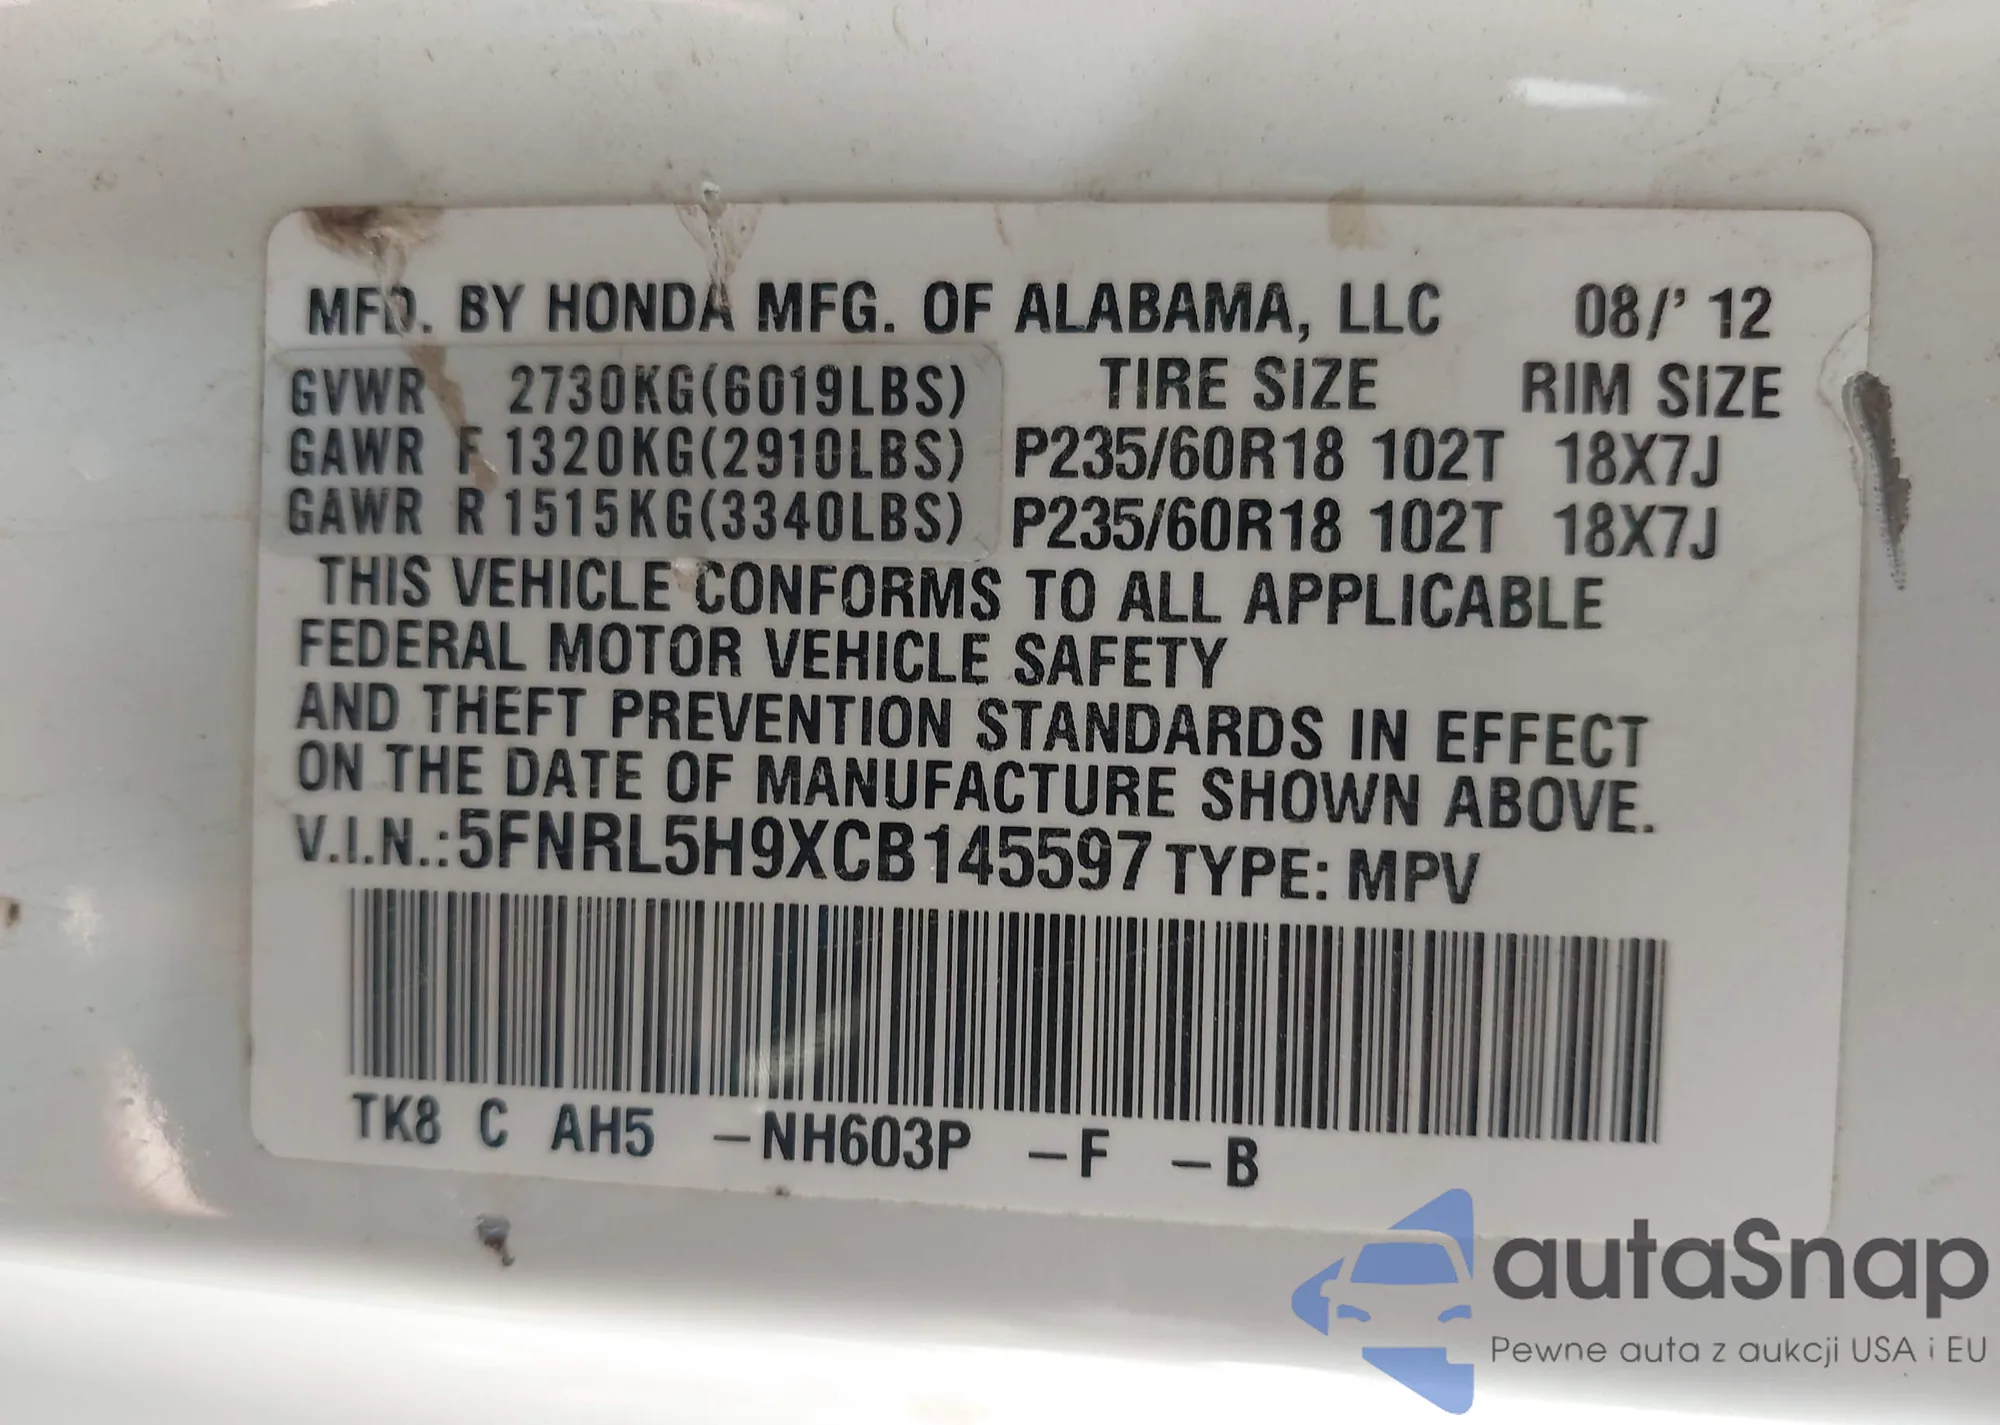 MFD. BY HONDA MFG. OF ALABAMA, LLC 08/' 12
GVWR 2730KG(6019LBS) TIRE SIZE RIM SIZE
GAWR F 1320KG(2910LBS) P235/60R18 102T 18X7J
GAWR R 1515KG(3340LBS) P235/60R18 102T 18X7J
THIS VEHICLE CONFORMS TO ALL APPLICABLE
FEDERAL MOTOR VEHICLE SAFETY
AND THEFT PREVENTION STANDARDS IN EFFECT
ON THE DATE OF MANUFACTURE SHOWN ABOVE.
V.I.N.:5FNRL5H9XCB145597 TYPE: MPV
TK8 C AH5 –NH603P –F –B
autaSnap
Pewne auta z aukcji USA i EU